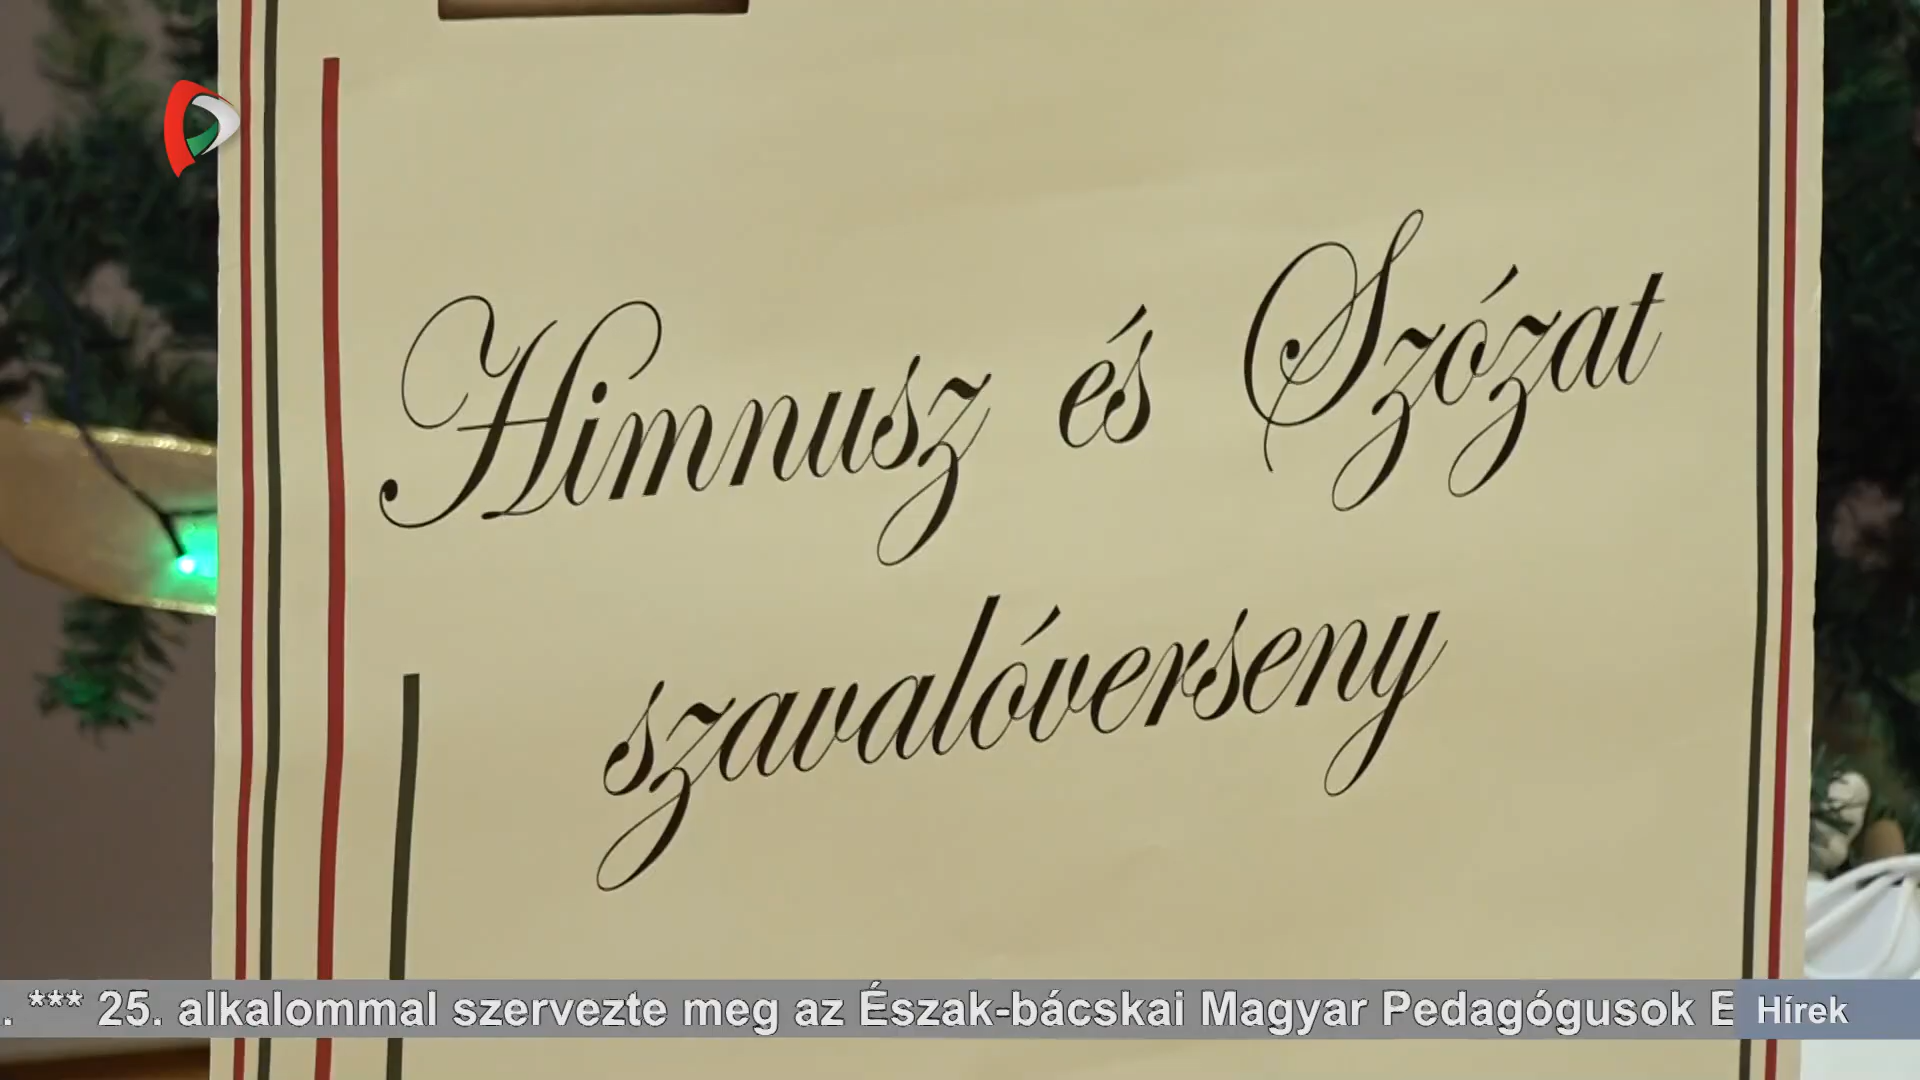 Himnusz és Szózat
szavalóverseny
. *** 25. alkalommal szervezte meg az Észak-bácskai Magyar Pedagógusok E
Hírek